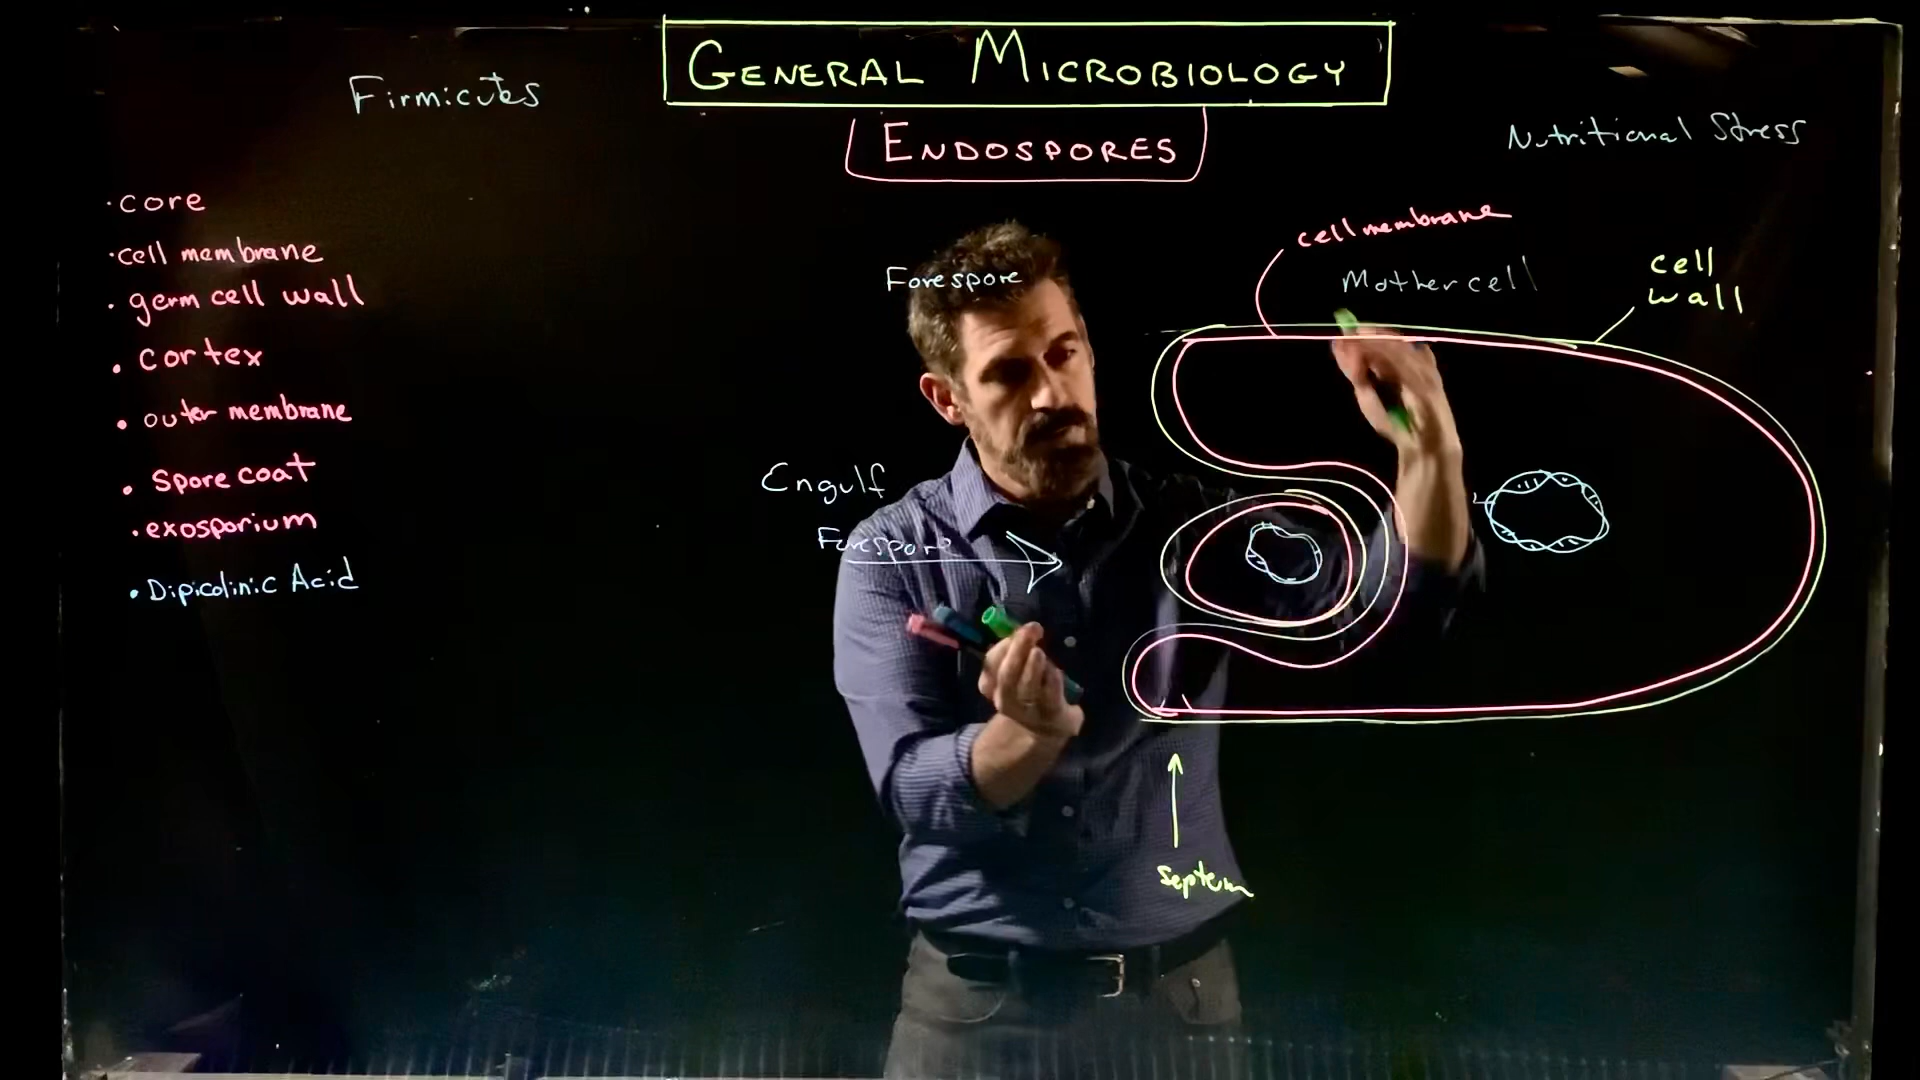 GENERAL MICROBIOLOGY
Firmicutes
ENDOSPORES
Nutritional Stress
• core
• cell membrane
• germ cell wall
• cortex
• outer membrane
• Spore coat
• exosporium
• Dipicolinic Acid
Forespore
Engulf
Forespore
cell membrane
Mother cell
cell
wall
Septum